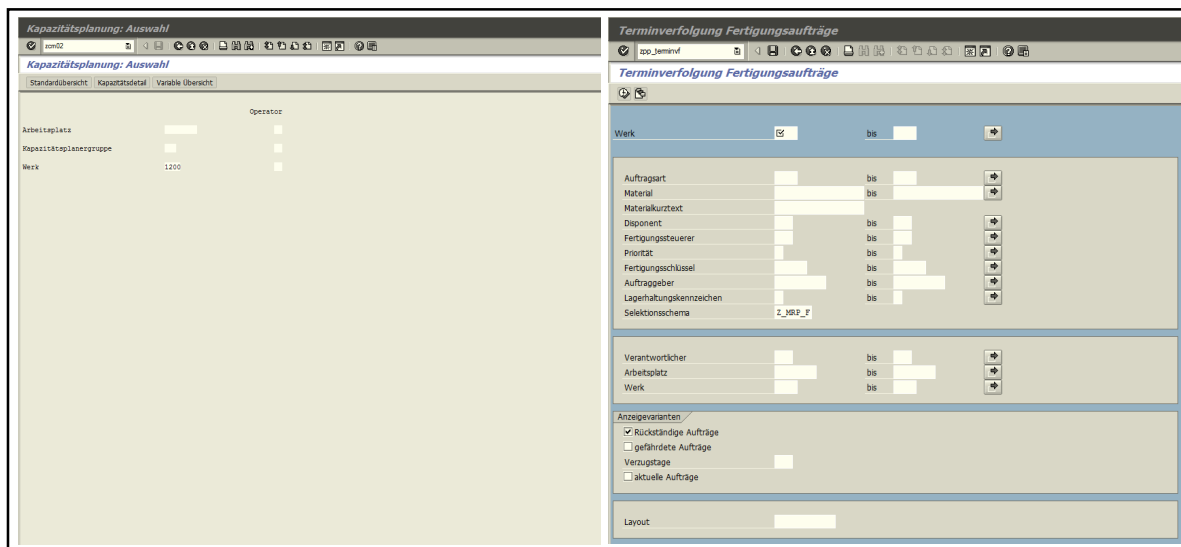 Kapazitätsplanung: Auswahl
zcm02
Kapazitätsplanung: Auswahl
Standardübersicht Kapazitätsdetail Variable Übersicht
Operator
Arbeitsplatz
Kapazitätsplanergruppe
Werk 1200
Terminverfolgung Fertigungsaufträge
zpp_terminvf
Terminverfolgung Fertigungsaufträge
Werk bis
Auftragsart bis
Material bis
Materialkurztext
Disponent bis
Fertigungssteuerer bis
Priorität bis
Fertigungsschlüssel bis
Auftraggeber bis
Lagerhaltungskennzeichen bis
Selektionsschema Z_MRP_F
Verantwortlicher bis
Arbeitsplatz bis
Werk bis
Anzeigevarianten
Rückständige Aufträge
gefährdete Aufträge
Verzugstage
aktuelle Aufträge
Layout